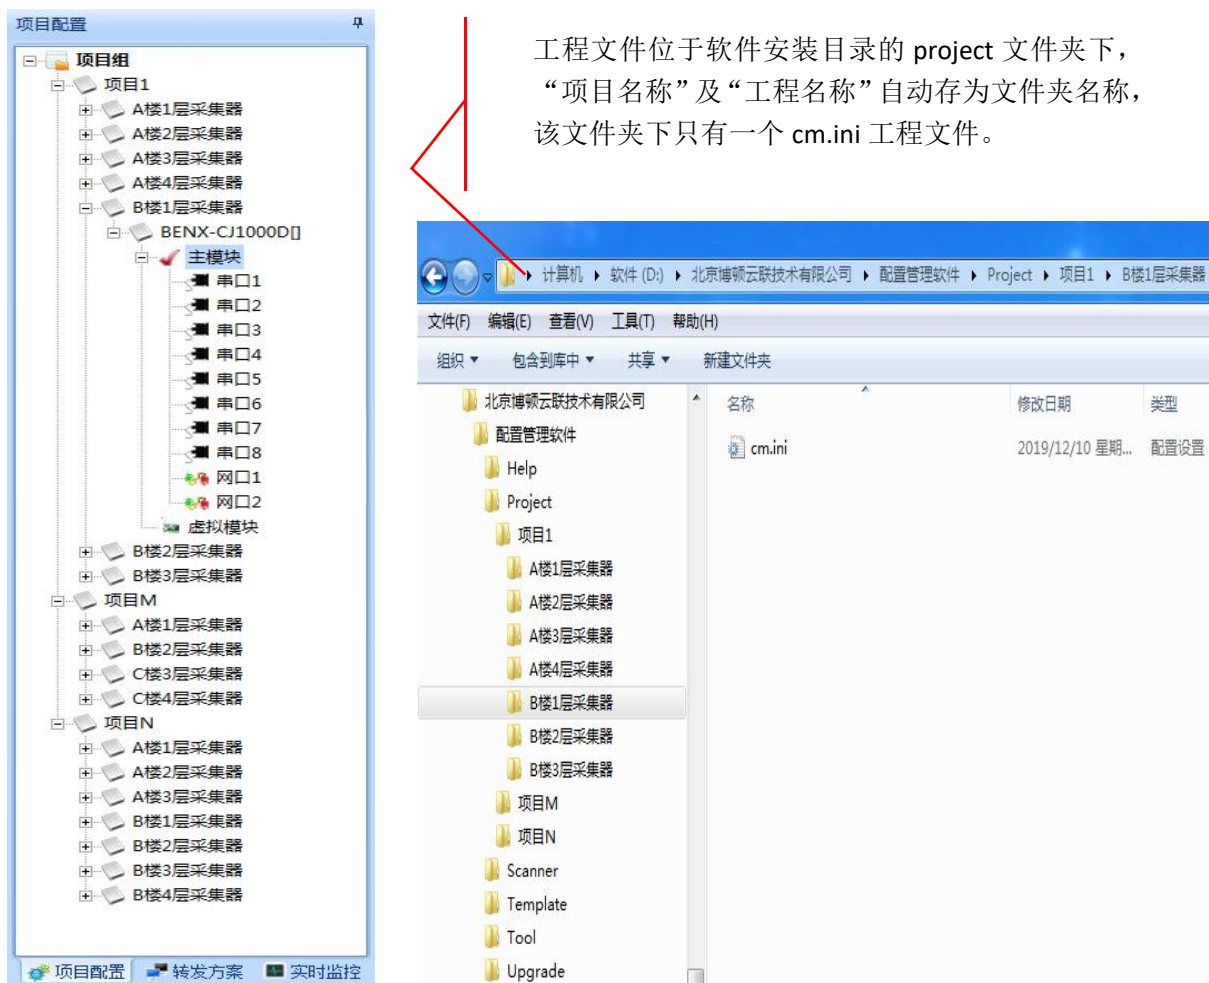 项目配置
项目组
项目1
A楼1层采集器
A楼2层采集器
A楼3层采集器
A楼4层采集器
B楼1层采集器
BENX-CJ1000D[]
主模块
串口1
串口2
串口3
串口4
串口5
串口6
串口7
串口8
网口1
网口2
虚拟模块
B楼2层采集器
B楼3层采集器
项目M
A楼1层采集器
B楼2层采集器
C楼3层采集器
C楼4层采集器
项目N
A楼1层采集器
A楼2层采集器
A楼3层采集器
B楼1层采集器
B楼2层采集器
B楼3层采集器
B楼4层采集器
项目配置 转发方案 实时监控
工程文件位于软件安装目录的 project 文件夹下，
“项目名称”及“工程名称”自动存为文件夹名称，
该文件夹下只有一个 cm.ini 工程文件。
计算机 软件 (D:) 北京博顿云联技术有限公司 配置管理软件 Project 项目1 B楼1层采集器
文件(F) 编辑(E) 查看(V) 工具(T) 帮助(H)
组织 包含到库中 共享 新建文件夹
北京博顿云联技术有限公司
配置管理软件
Help
Project
项目1
A楼1层采集器
A楼2层采集器
A楼3层采集器
A楼4层采集器
B楼1层采集器
B楼2层采集器
B楼3层采集器
项目M
项目N
Scanner
Template
Tool
Upgrade
名称 修改日期 类型
cm.ini 2019/12/10 星期... 配置设置